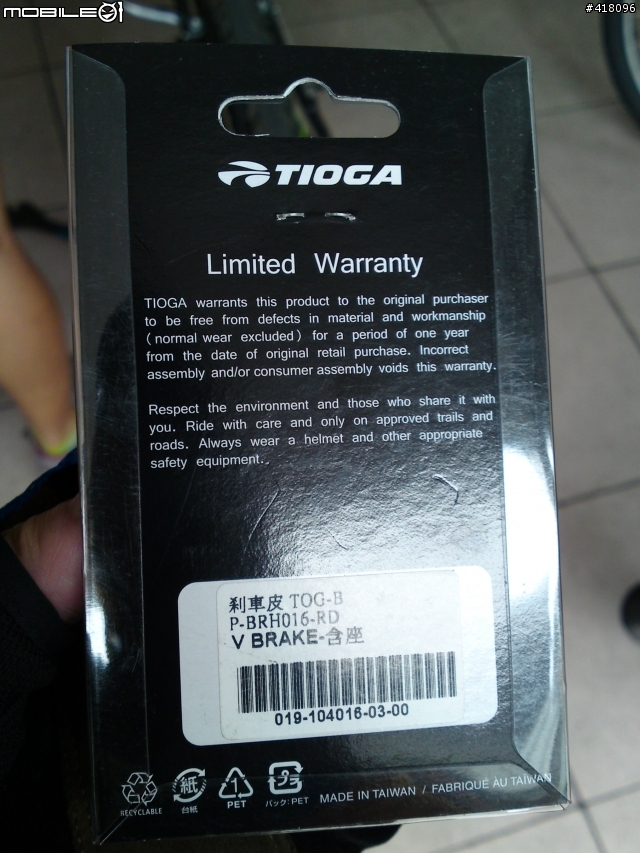 MOBILE01
#418096
TIOGA
Limited Warranty
TIOGA warrants this product to the original purchaser
to be free from defects in material and workmanship
(normal wear excluded) for a period of one year
from the date of original retail purchase. Incorrect
assembly and/or consumer assembly voids this warranty.
Respect the environment and those who share it with
you. Ride with care and only on approved trails and
roads. Always wear a helmet and other appropriate
safety equipment.
剎車皮 TOG-B
P-BRH016-RD
V BRAKE-含座
019-104016-03-00
RECYCLABLE
紙
台紙
1
PET
プラ
パック:PET
MADE IN TAIWAN / FABRIQUÉ AU TAIWAN